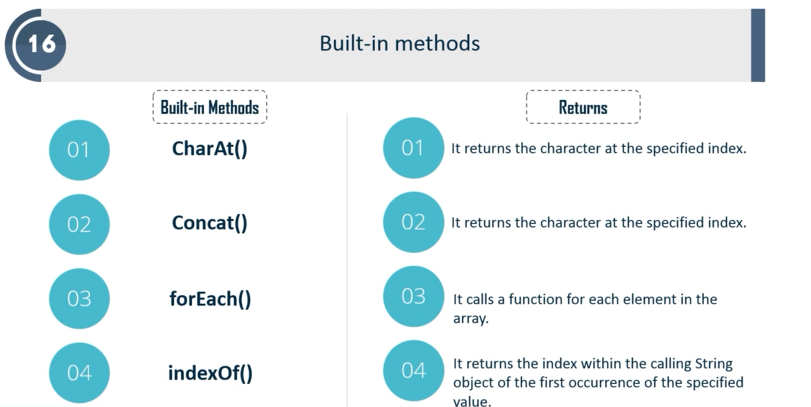 16
Built-in methods
Built-in Methods
Returns
01
CharAt()
01
It returns the character at the specified index.
02
Concat()
02
It returns the character at the specified index.
03
forEach()
03
It calls a function for each element in the
array.
04
indexOf()
04
It returns the index within the calling String
object of the first occurrence of the specified
value.